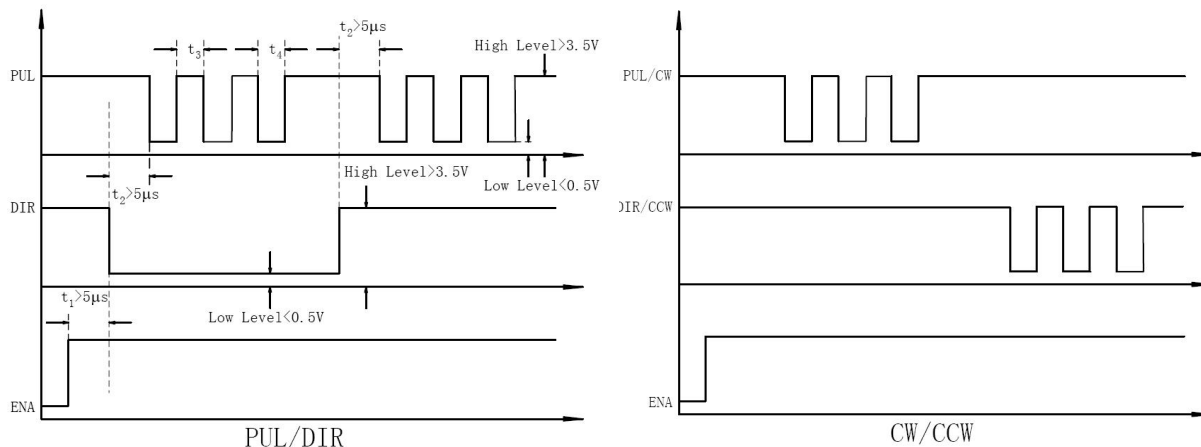 t₂>5μs
High Level>3.5V
t₃
t₄
PUL
High Level>3.5V
Low Level<0.5V
t₂>5μs
DIR
t₁>5μs
Low Level<0.5V
ENA
PUL/DIR
PUL/CW
DIR/CCW
ENA
CW/CCW